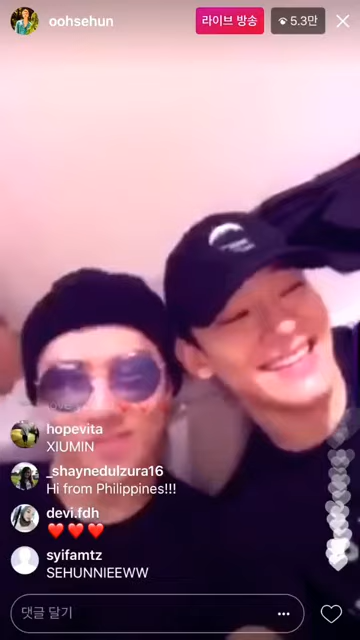 oohsehun
라이브 방송
5.3만
hopevita
XIUMIN
_shaynedulzura16
Hi from Philippines!!!
devi.fdh
❤️❤️❤️
syifamtz
SEHUNNIEEWW
댓글 달기